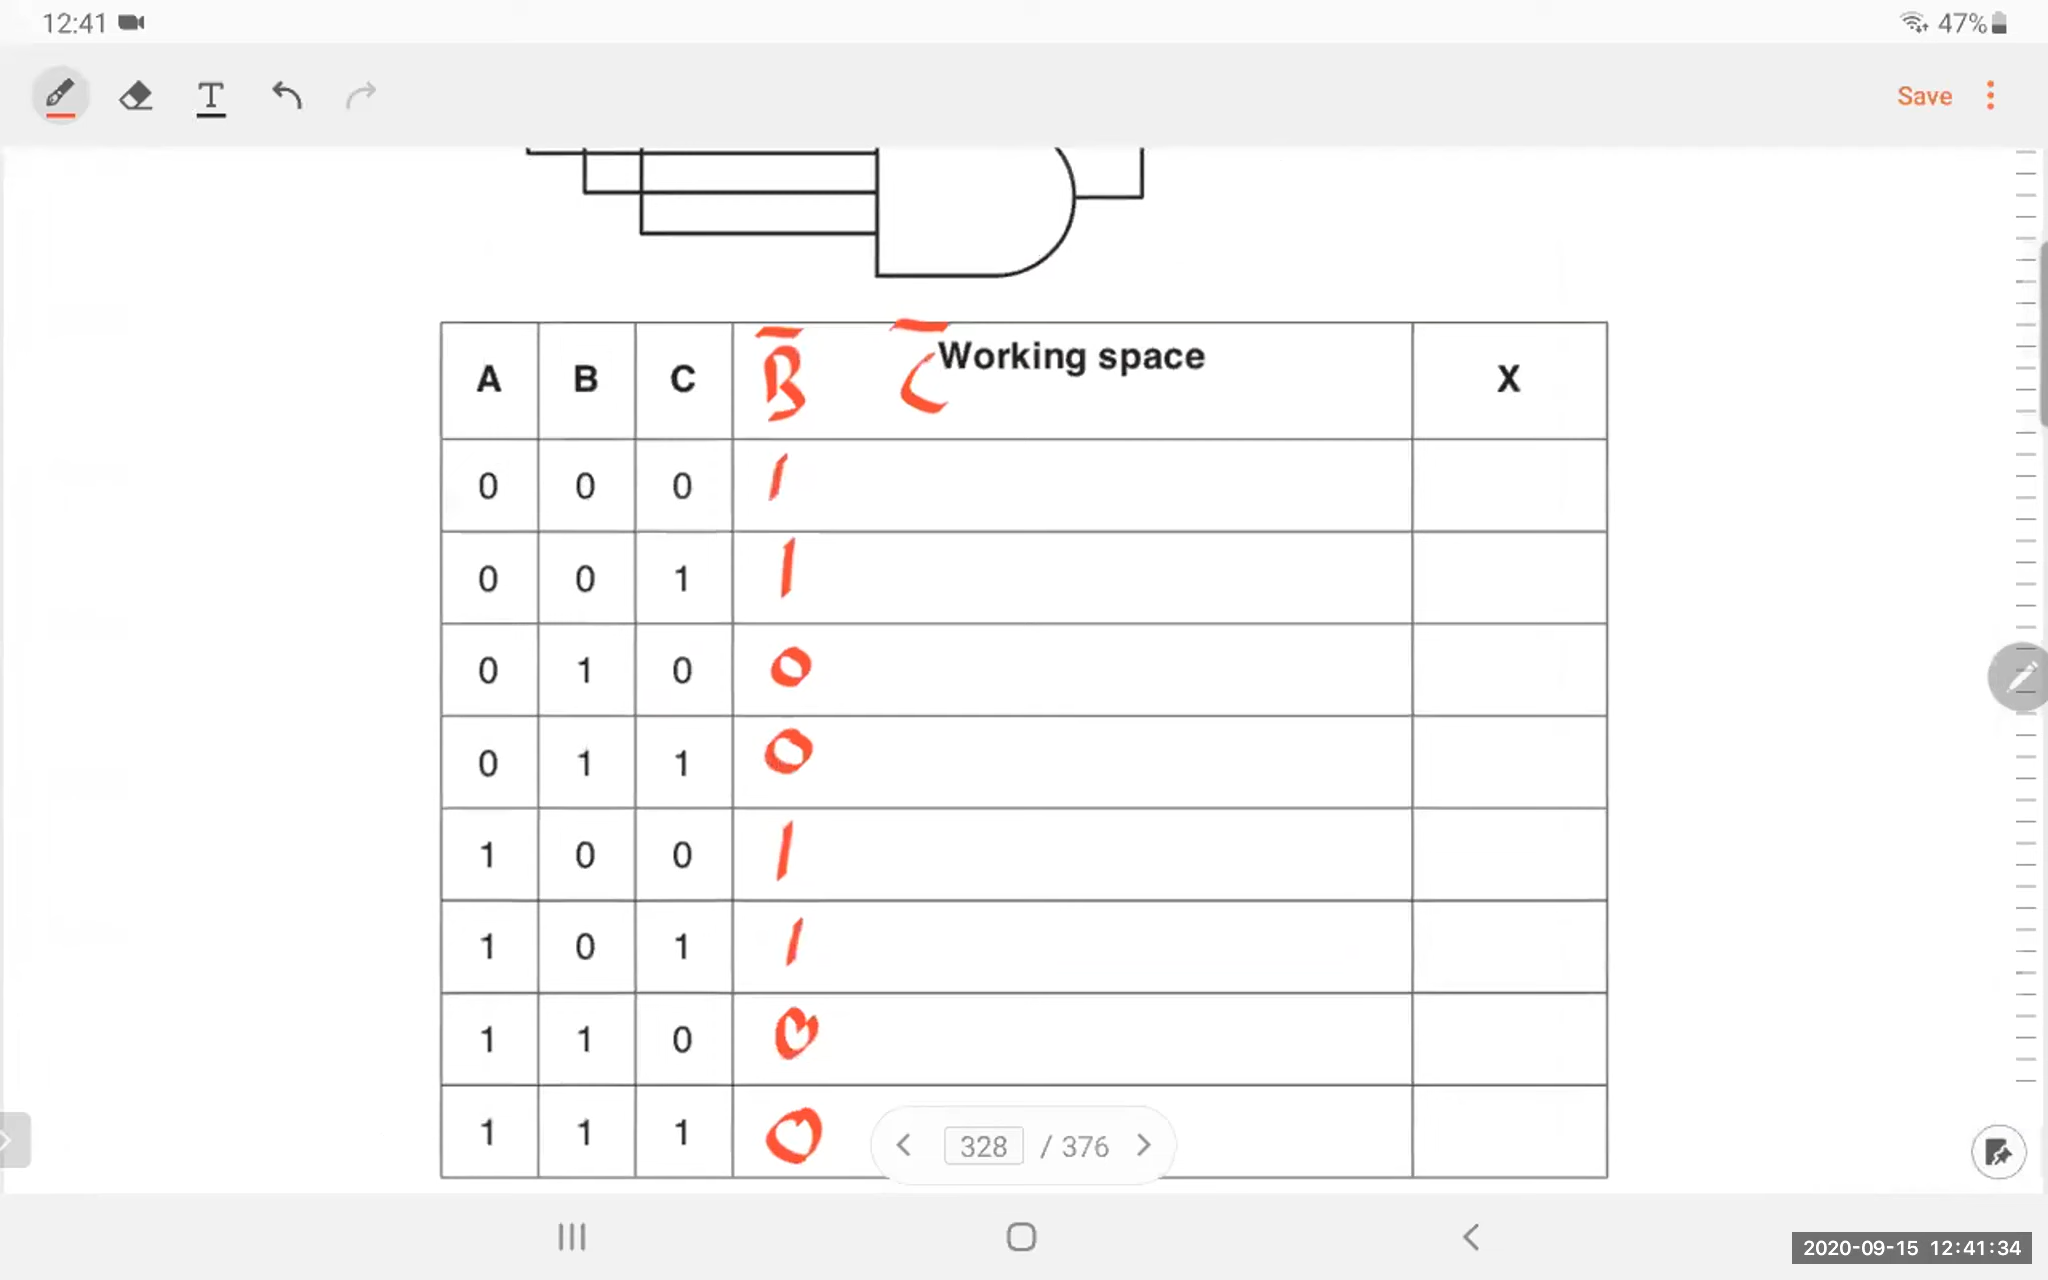 12:41 47%
T Save
B̅ C̅ Working space
A B C X
0 0 0 1
0 0 1 1
0 1 0 0
0 1 1 0
1 0 0 1
1 0 1 1
1 1 0 0
1 1 1 0
328 / 376
2020-09-15 12:41:34